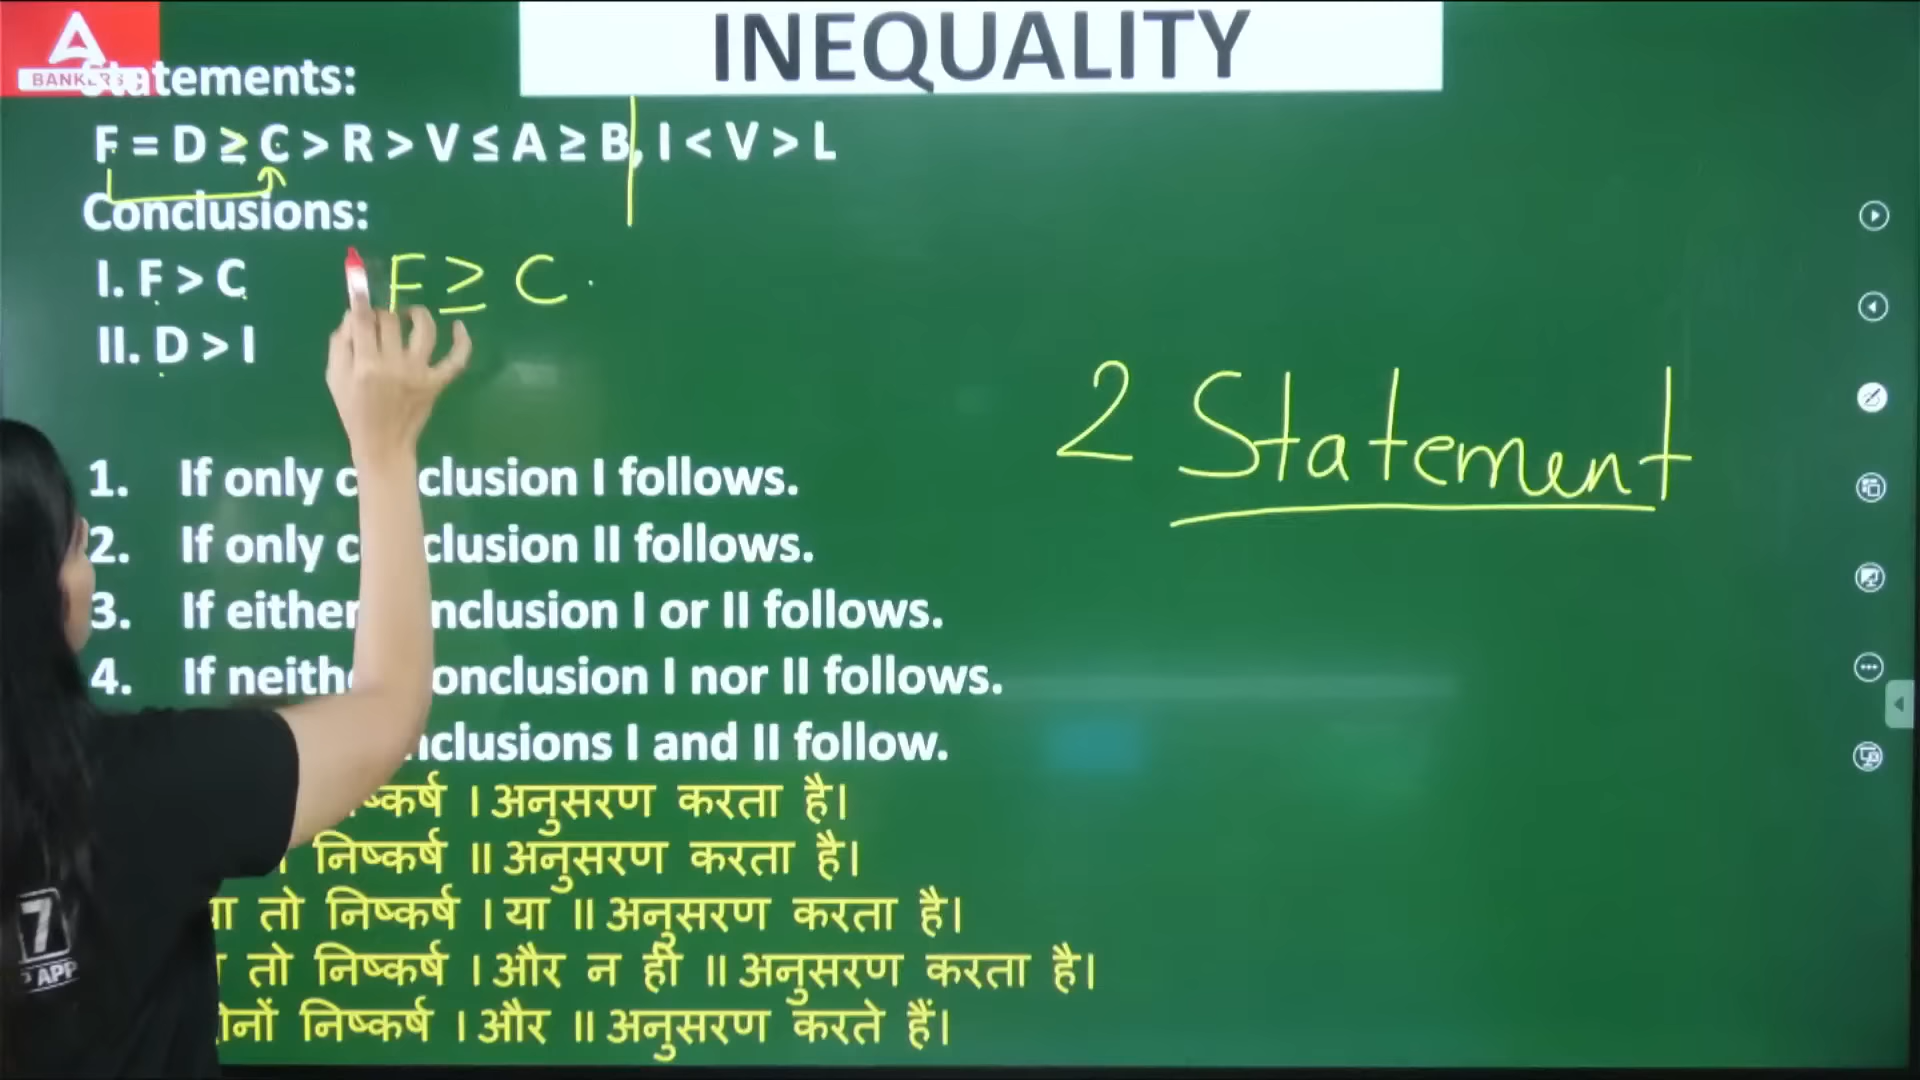 INEQUALITY
A
BANKERS
Statements:
F = D ≥ C > R > V ≤ A ≥ B, I < V > L
Conclusions:
I. F > C
F ≥ C
II. D > I
2 Statement
1. If only c clusion I follows.
2. If only c clusion II follows.
3. If either nclusion I or II follows.
4. If neith onclusion I nor II follows.
nclusions I and II follow.
ष्कर्ष I अनुसरण करता है।
निष्कर्ष II अनुसरण करता है।
तो निष्कर्ष I या II अनुसरण करता है।
तो निष्कर्ष I और न ही II अनुसरण करता है।
निष्कर्ष I और II अनुसरण करते हैं।
7
APP